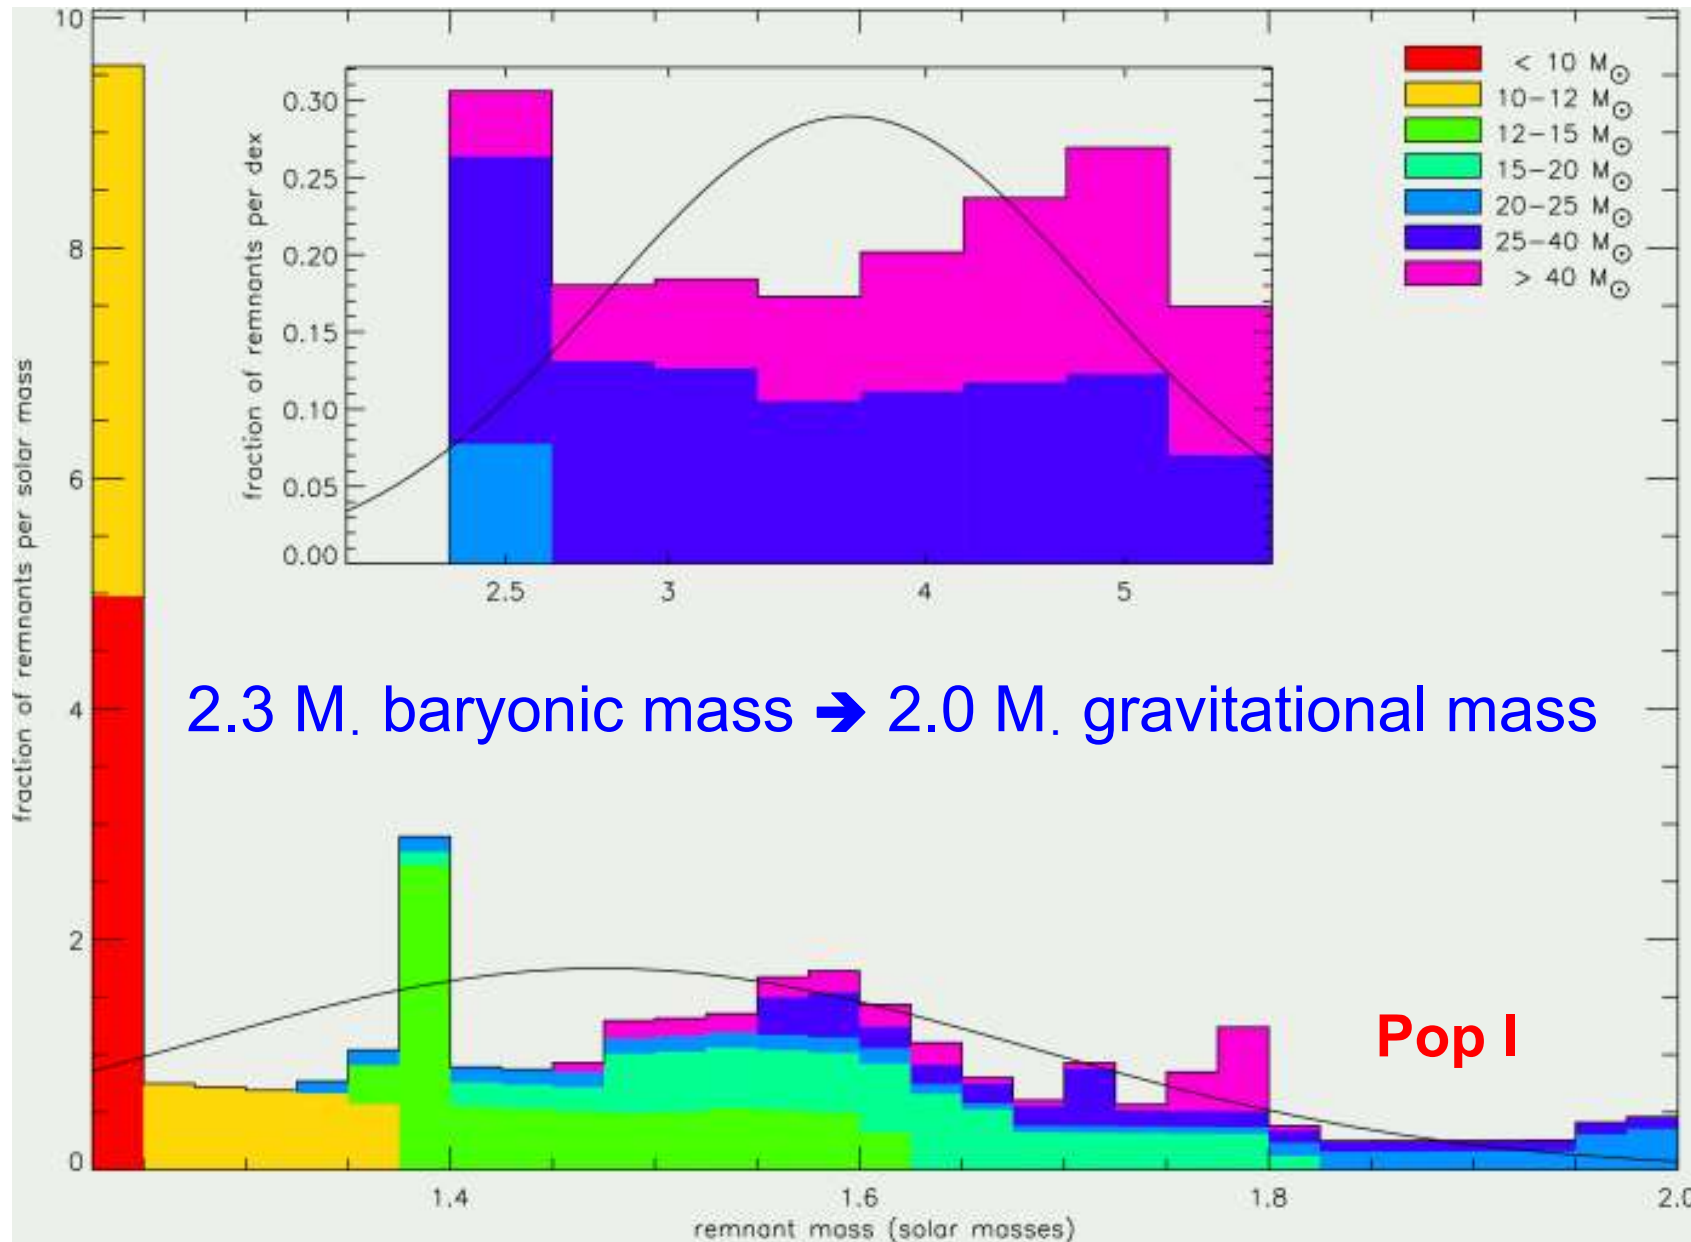 10
8
6
4
2
0
fraction of remnants per solar mass
0.30
0.25
0.20
0.15
0.10
0.05
0.00
fraction of remnants per dex
2.5 3 4 5
< 10 M⊙
10-12 M⊙
12-15 M⊙
15-20 M⊙
20-25 M⊙
25-40 M⊙
> 40 M⊙
2.3 M. baryonic mass ➔ 2.0 M. gravitational mass
Pop I
1.4 1.6 1.8 2.0
remnant mass (solar masses)